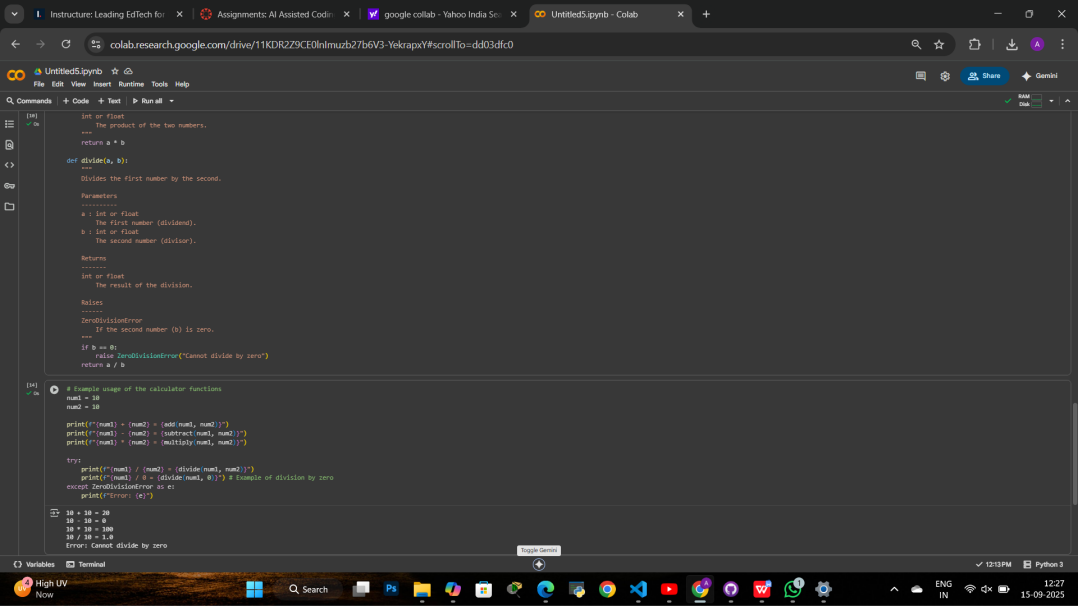 Instructure: Leading EdTech for
Assignments: AI Assisted Codin
google collab - Yahoo India Sea
Untitled5.ipynb - Colab
colab.research.google.com/drive/11KDR2Z9CE0lnImuzb27b6V3-YekrapxY#scrollTo=dd03dfc0
A
Untitled5.ipynb
File Edit View Insert Runtime Tools Help
Share
Gemini
Commands + Code + Text Run all
RAM
Disk
[10]
0s
int or float
The product of the two numbers.
"""
return a * b
def divide(a, b):
"""
Divides the first number by the second.
Parameters
----------
a : int or float
The first number (dividend).
b : int or float
The second number (divisor).
Returns
-------
int or float
The result of the division.
Raises
------
ZeroDivisionError
If the second number (b) is zero.
"""
if b == 0:
raise ZeroDivisionError("Cannot divide by zero")
return a / b
[14]
0s
# Example usage of the calculator functions
num1 = 10
num2 = 10
print(f"{num1} + {num2} = {add(num1, num2)}")
print(f"{num1} - {num2} = {subtract(num1, num2)}")
print(f"{num1} * {num2} = {multiply(num1, num2)}")
try:
print(f"{num1} / {num2} = {divide(num1, num2)}")
print(f"{num1} / 0 = {divide(num1, 0)}") # Example of division by zero
except ZeroDivisionError as e:
print(f"Error: {e}")
10 + 10 = 20
10 - 10 = 0
10 * 10 = 100
10 / 10 = 1.0
Error: Cannot divide by zero
Toggle Gemini
Variables Terminal
12:13 PM Python 3
4
High UV
Now
Search
Ps
A
W
1
ENG
IN
12:27
15-09-2025